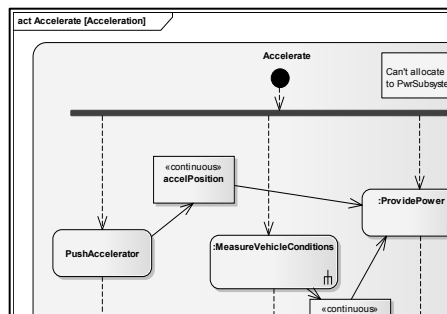 act Accelerate [Acceleration]
Accelerate
Can't allocate
to PwrSubsyste
«continuous»
accelPosition
:ProvidePower
PushAccelerator
:MeasureVehicleConditions
«continuous»